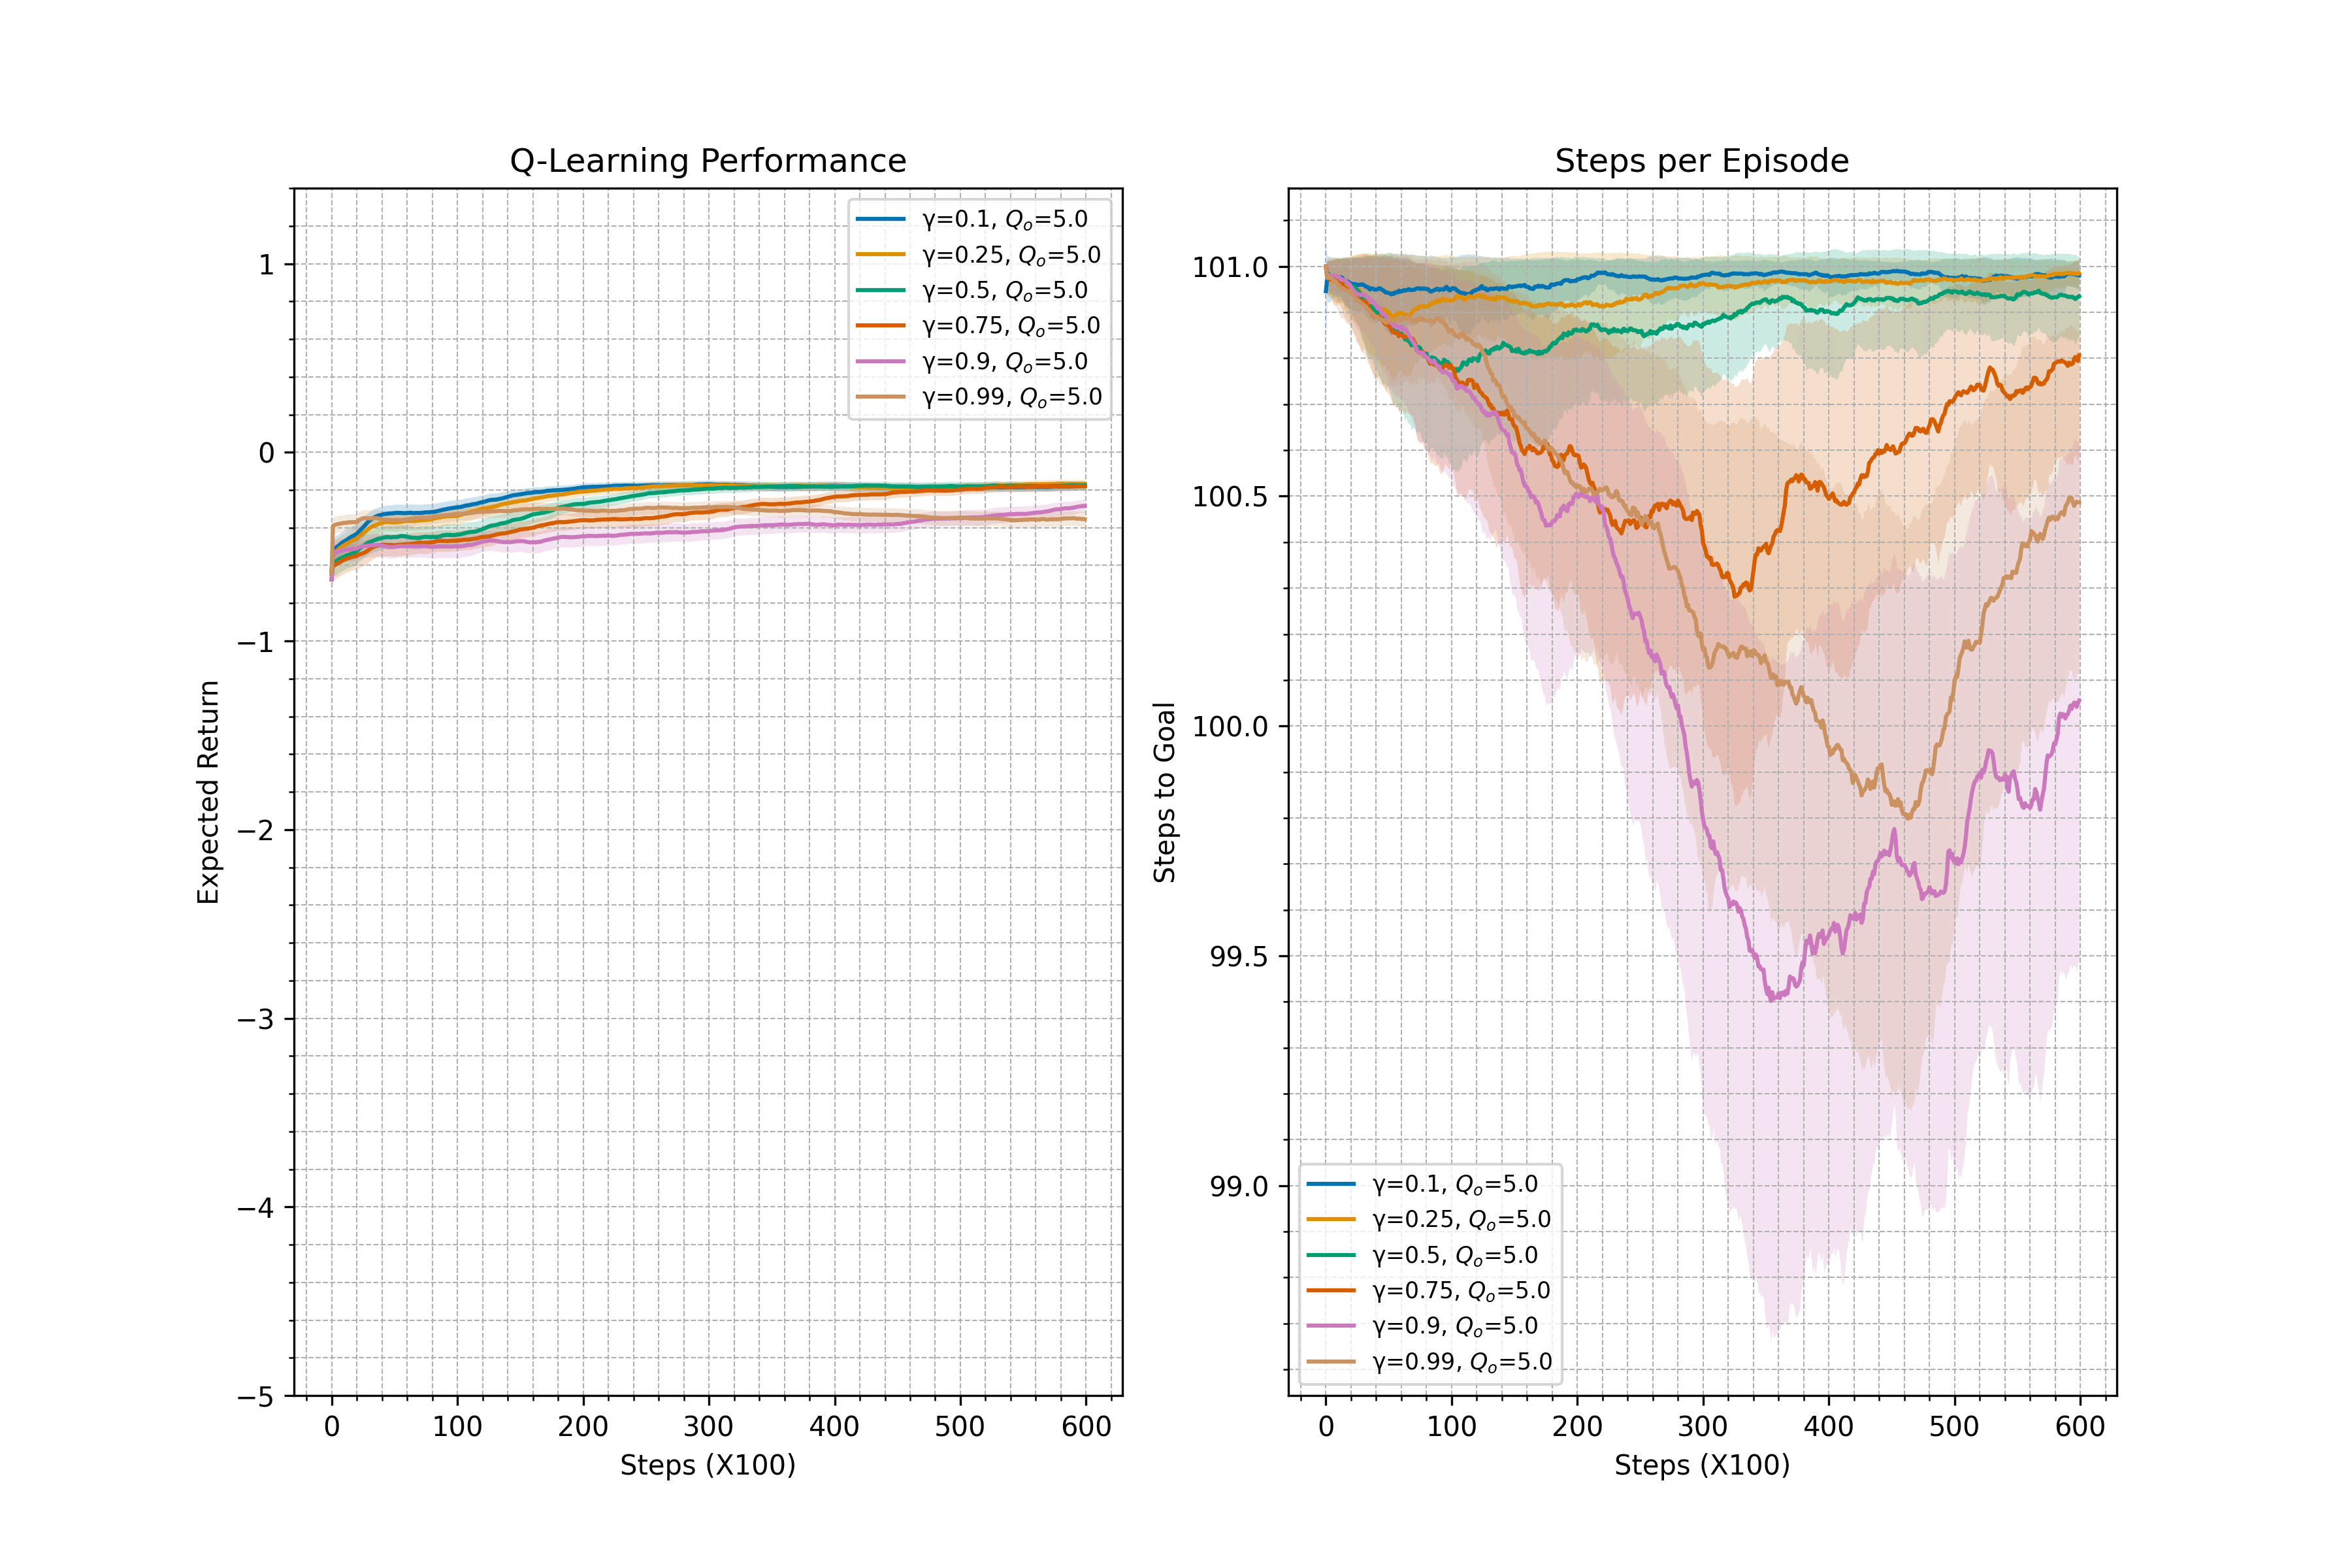 Q-Learning Performance
Expected Return
1
0
−1
−2
−3
−4
−5
0 100 200 300 400 500 600
Steps (X100)
γ=0.1, Qₒ=5.0
γ=0.25, Qₒ=5.0
γ=0.5, Qₒ=5.0
γ=0.75, Qₒ=5.0
γ=0.9, Qₒ=5.0
γ=0.99, Qₒ=5.0
Steps per Episode
Steps to Goal
101.0
100.5
100.0
99.5
99.0
0 100 200 300 400 500 600
Steps (X100)
γ=0.1, Qₒ=5.0
γ=0.25, Qₒ=5.0
γ=0.5, Qₒ=5.0
γ=0.75, Qₒ=5.0
γ=0.9, Qₒ=5.0
γ=0.99, Qₒ=5.0